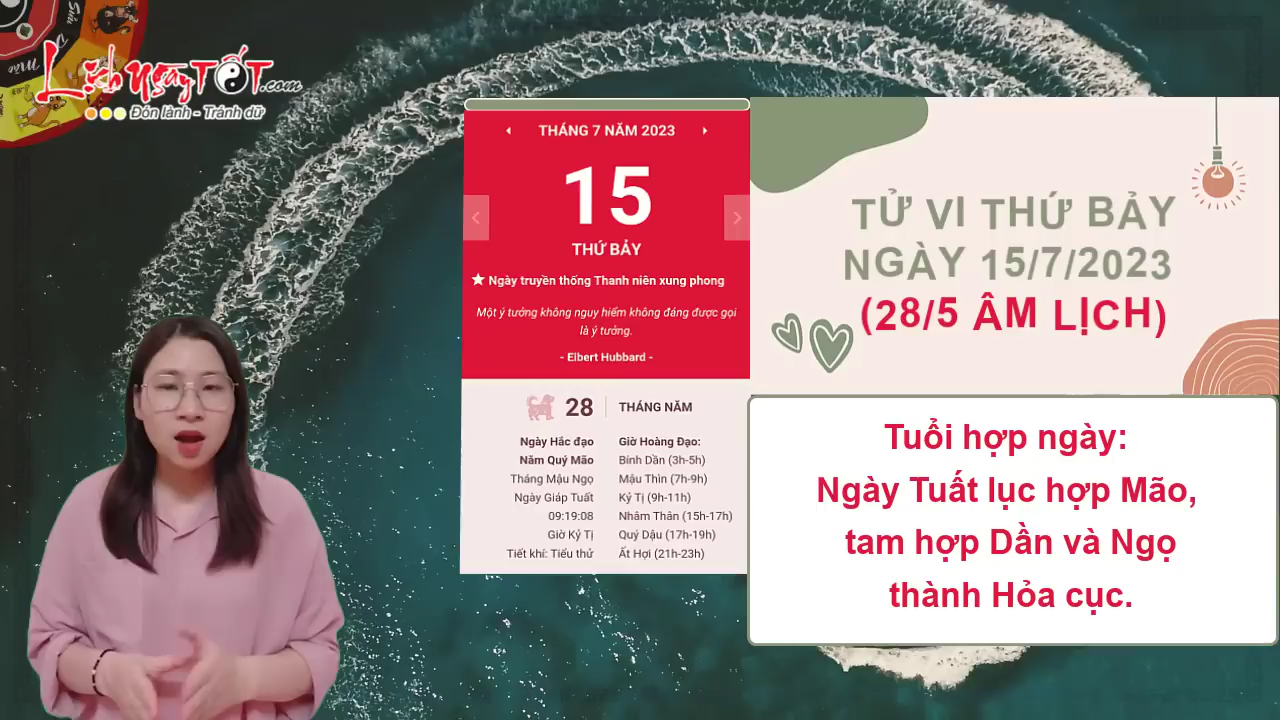 LịchNgàyTỐT.com
Đón lành - Tránh dữ
THÁNG 7 NĂM 2023
15
THỨ BẢY
Ngày truyền thống Thanh niên xung phong
Một ý tưởng không nguy hiểm không đáng được gọi
là ý tưởng.
- Elbert Hubbard -
28 THÁNG NĂM
Ngày Hắc đạo
Năm Quý Mão
Tháng Mậu Ngọ
Ngày Giáp Tuất
09:19:08
Giờ Kỷ Tị
Tiết khí: Tiểu thử
Giờ Hoàng Đạo:
Bính Dần (3h-5h)
Mậu Thìn (7h-9h)
Kỷ Tị (9h-11h)
Nhâm Thân (15h-17h)
Quý Dậu (17h-19h)
Ất Hợi (21h-23h)
TỬ VI THỨ BẢY
NGÀY 15/7/2023
(28/5 ÂM LỊCH)
Tuổi hợp ngày:
Ngày Tuất lục hợp Mão,
tam hợp Dần và Ngọ
thành Hỏa cục.